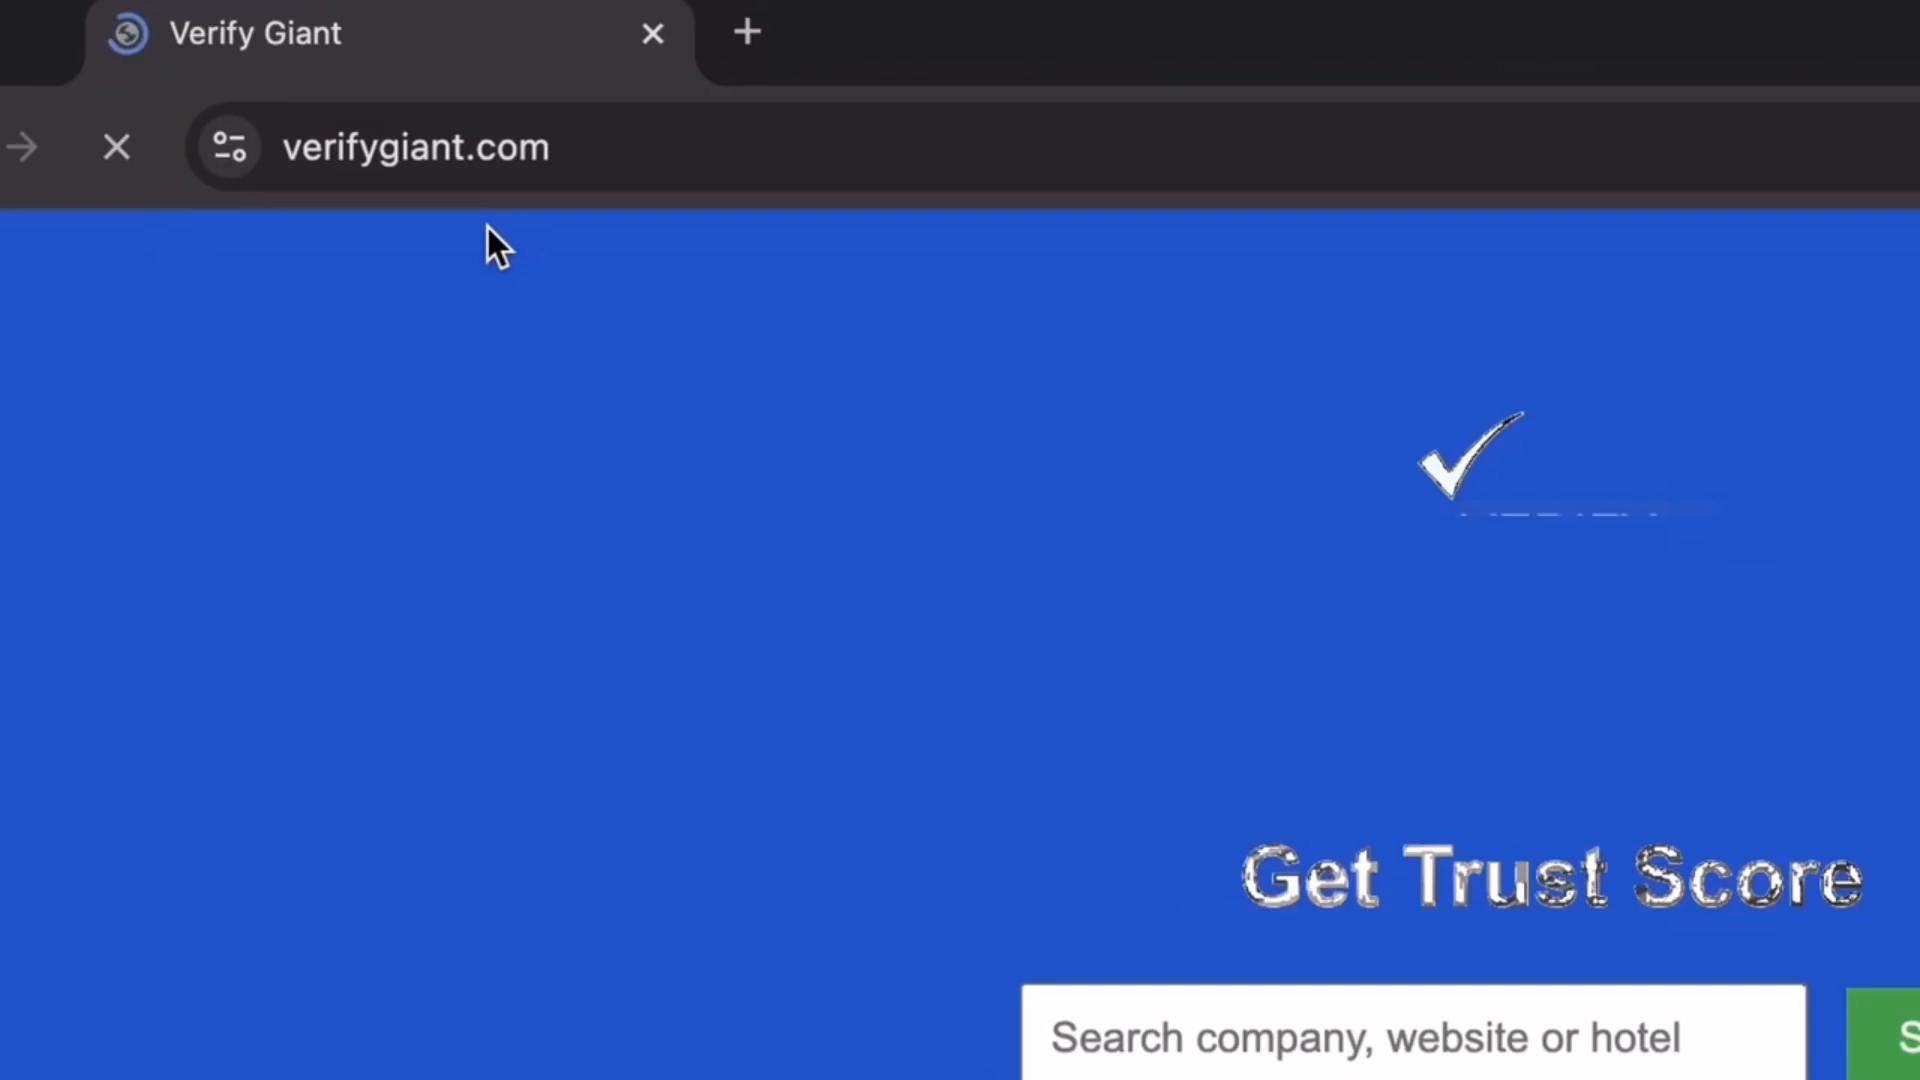 Verify Giant
verifygiant.com
Get Trust Score
Search company, website or hotel